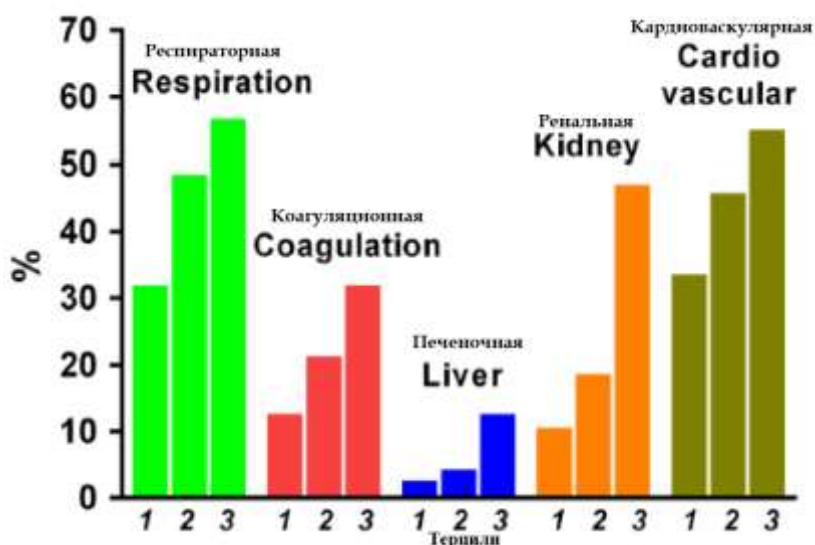 70
60
50
40
30
20
10
0
%
Респираторная
Respiration
Коагуляционная
Coagulation
Печеночная
Liver
Ренальная
Kidney
Кардиоваскулярная
Cardio
vascular
1 2 3 1 2 3 1 2 3 1 2 3 1 2 3
Терцили